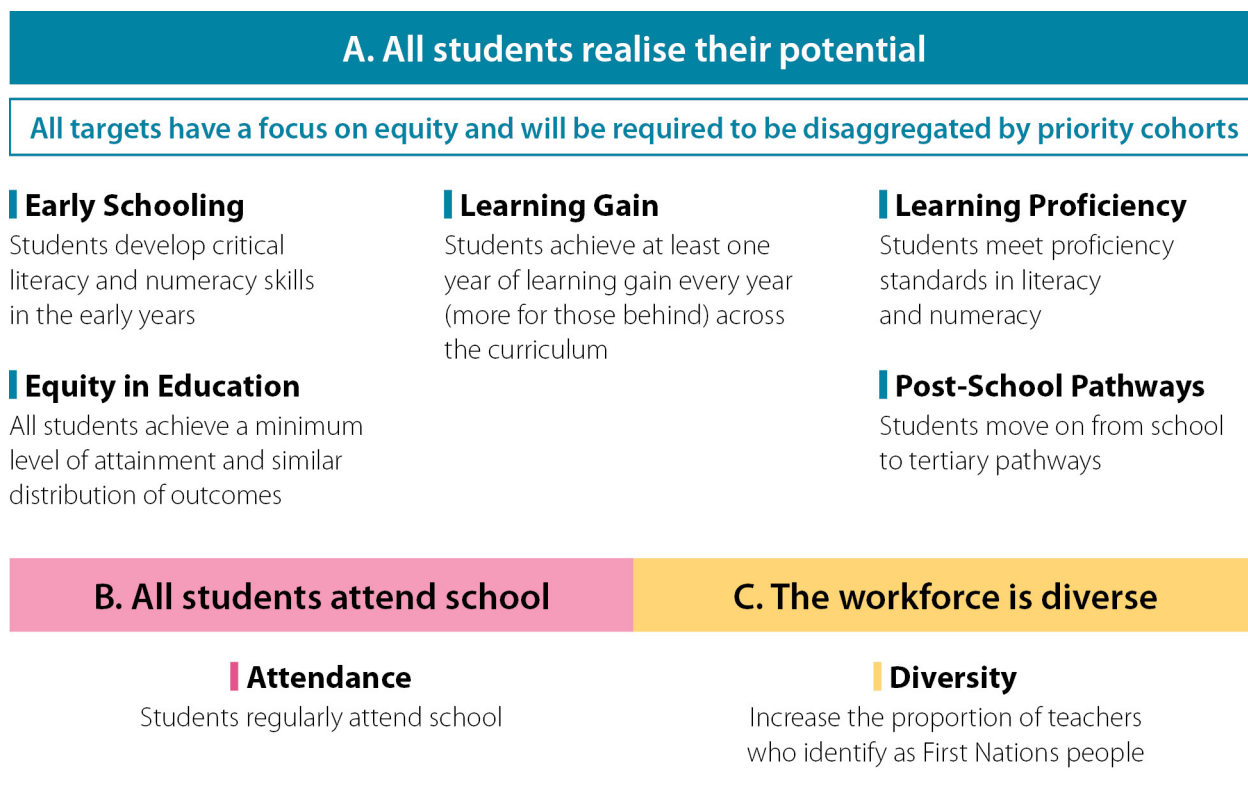 A. All students realise their potential
All targets have a focus on equity and will be required to be disaggregated by priority cohorts
Early Schooling
Students develop critical
literacy and numeracy skills
in the early years
Learning Gain
Students achieve at least one
year of learning gain every year
(more for those behind) across
the curriculum
Learning Proficiency
Students meet proficiency
standards in literacy
and numeracy
Equity in Education
All students achieve a minimum
level of attainment and similar
distribution of outcomes
Post-School Pathways
Students move on from school
to tertiary pathways
B. All students attend school
Attendance
Students regularly attend school
C. The workforce is diverse
Diversity
Increase the proportion of teachers
who identify as First Nations people